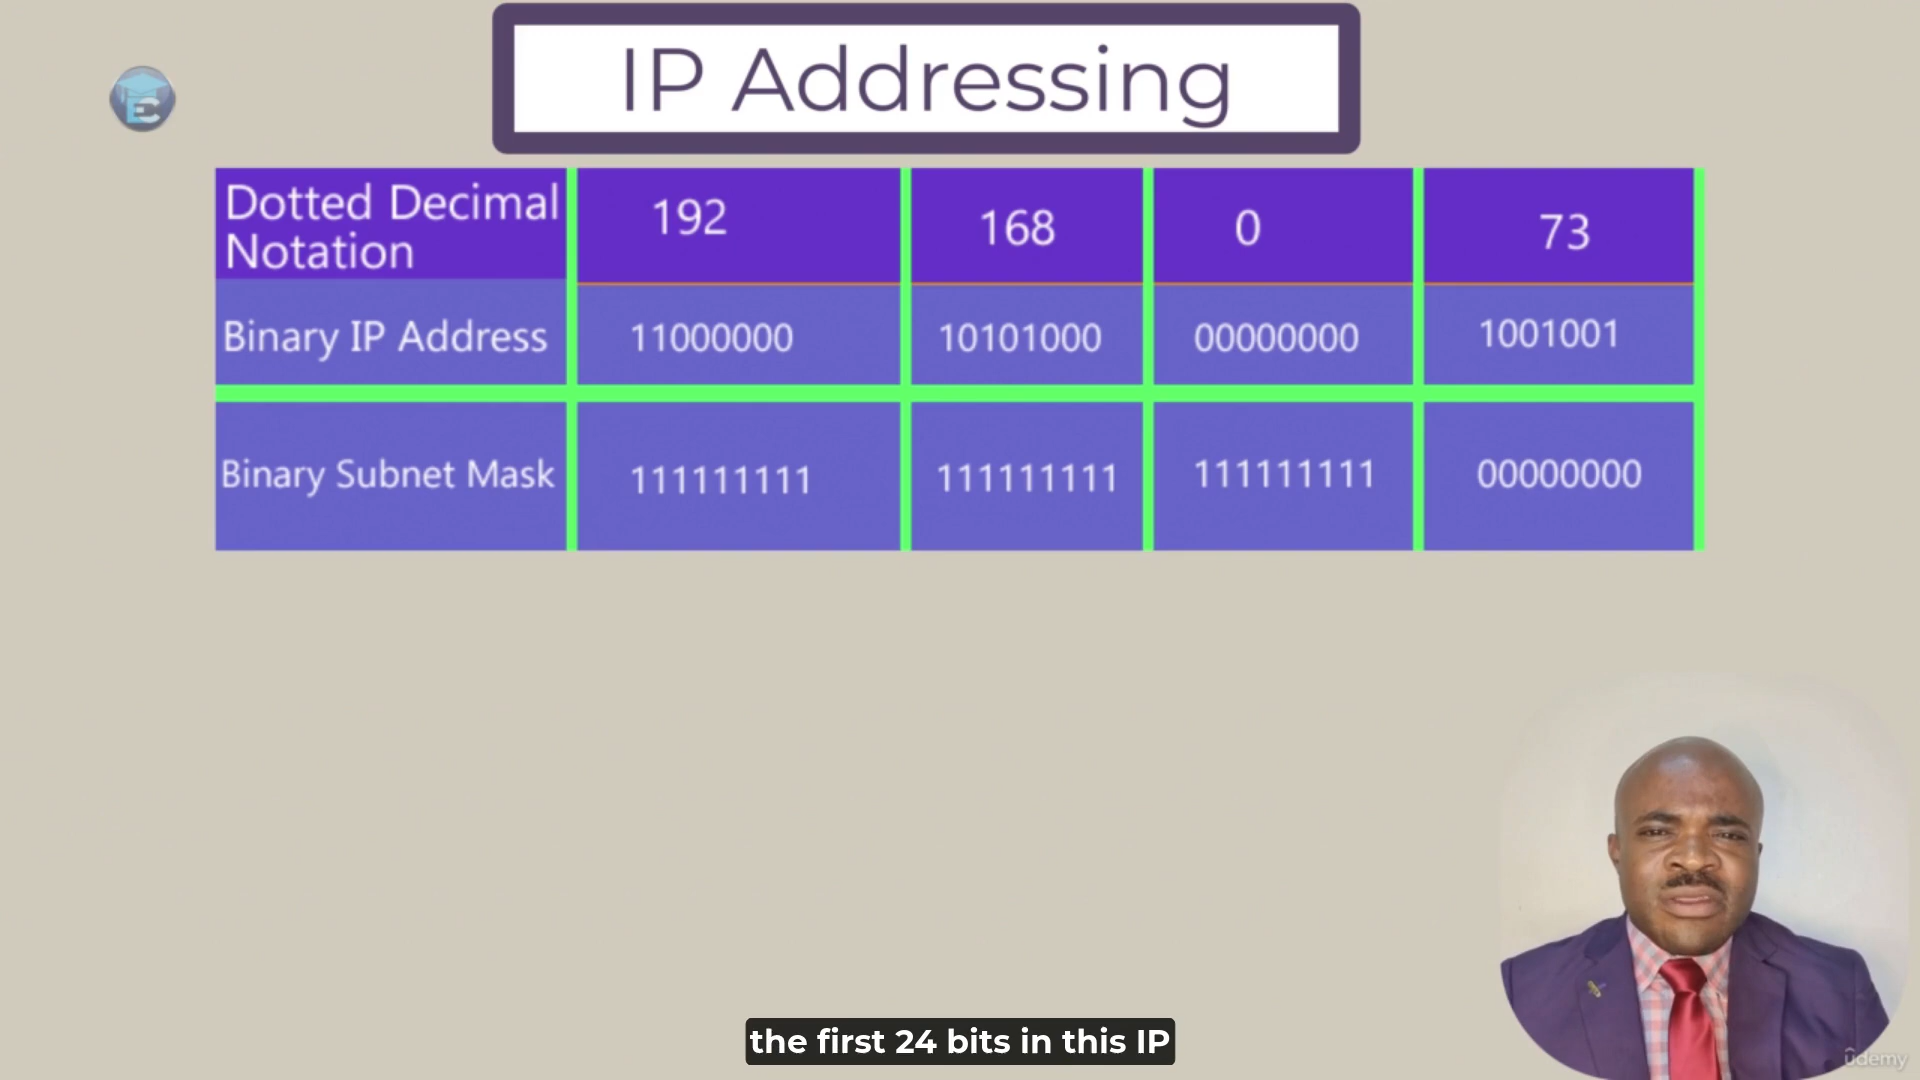 IP Addressing
EC
Dotted Decimal
Notation
192
168
0
73
Binary IP Address
11000000
10101000
00000000
1001001
Binary Subnet Mask
111111111
111111111
111111111
00000000
the first 24 bits in this IP
udemy